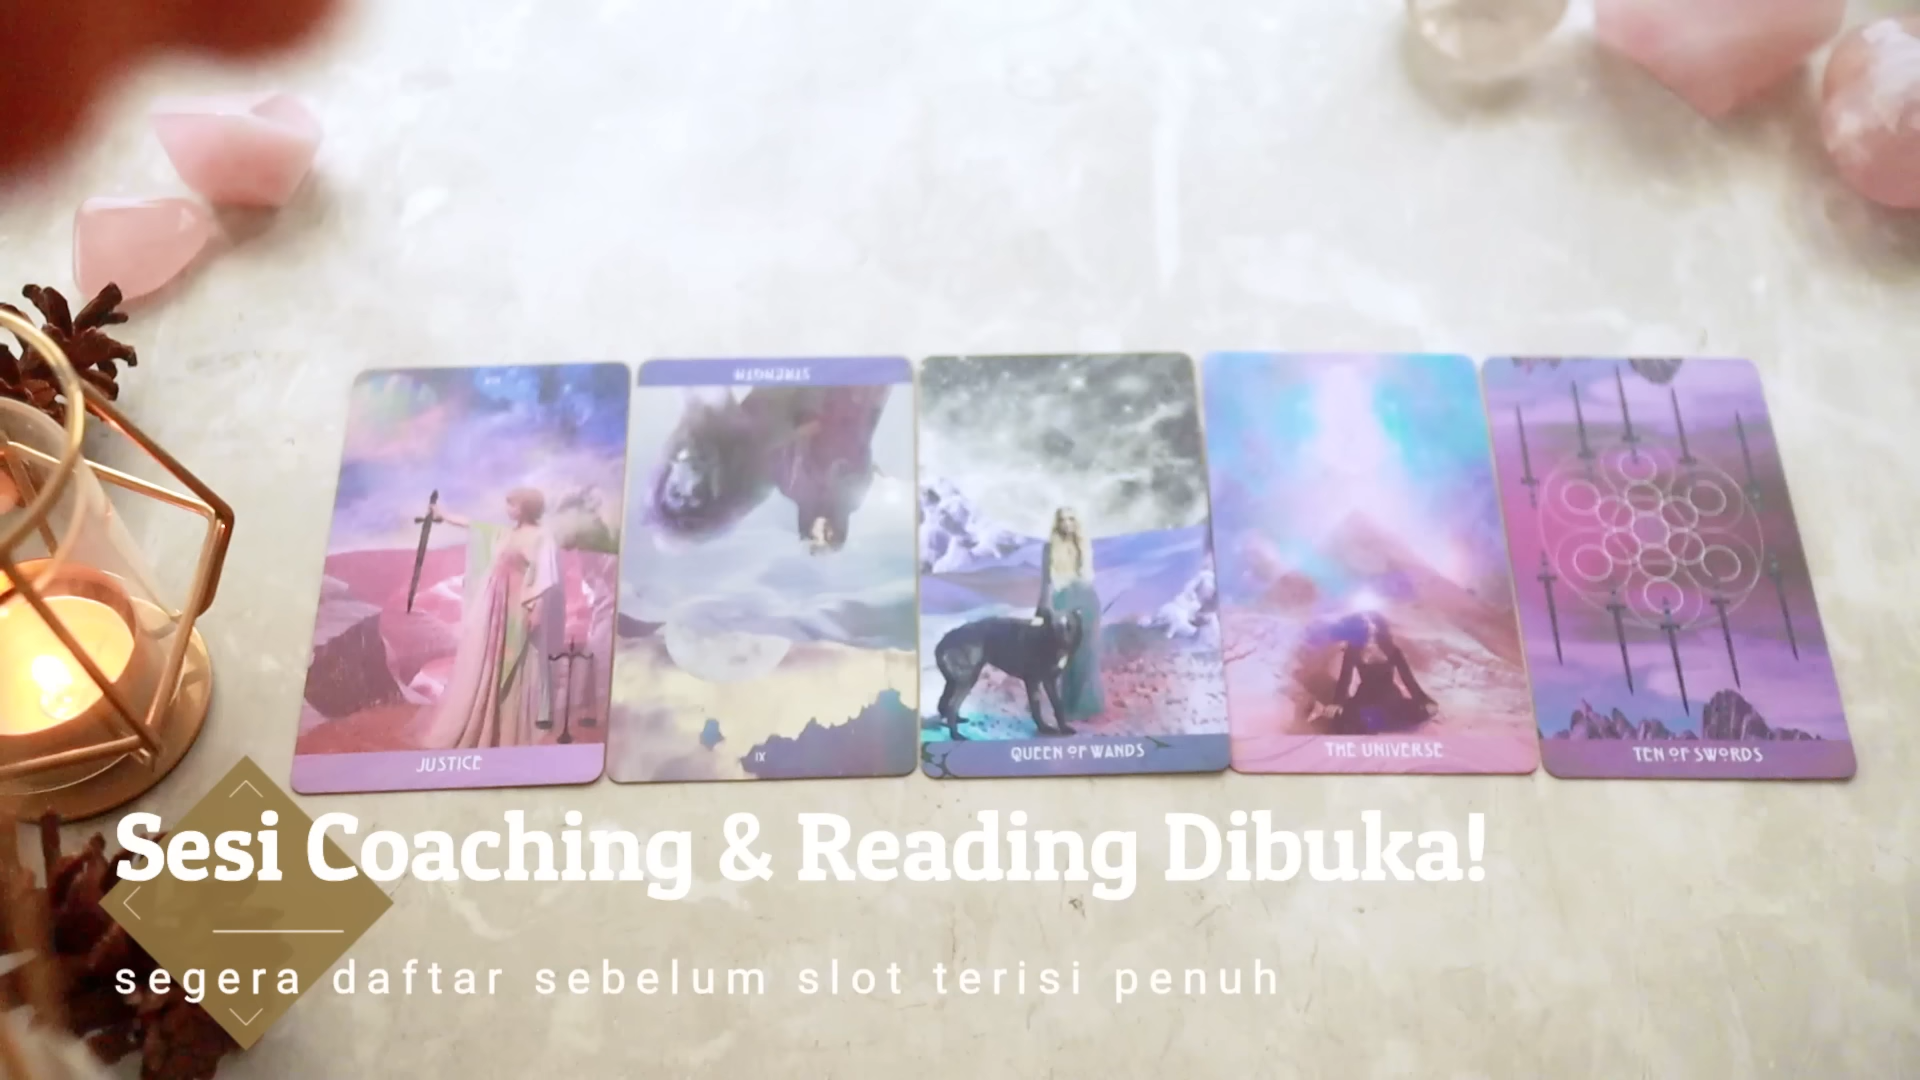 STRENGTH
JUSTICE
IX
QUEEN OF WANDS
THE UNIVERSE
TEN OF SWORDS
Sesi Coaching & Reading Dibuka!
segera daftar sebelum slot terisi penuh